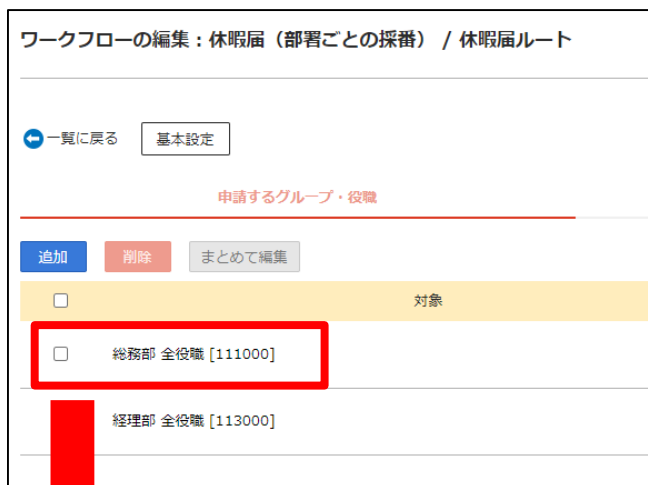 ワークフローの編集：休暇届（部署ごとの採番） / 休暇届ルート
一覧に戻る 基本設定
申請するグループ・役職
追加 削除 まとめて編集
対象
総務部 全役職 [111000]
経理部 全役職 [113000]